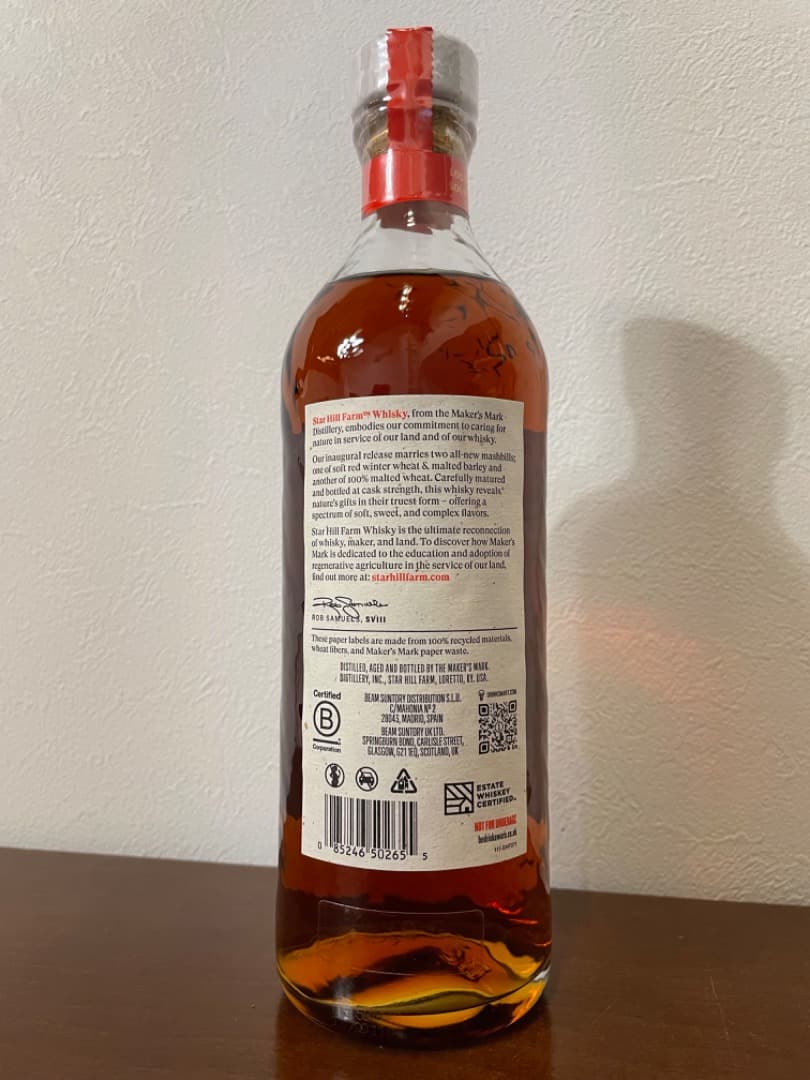 Star Hill Farm™ Whisky, from the Maker's Mark
Distillery, embodies our commitment to caring for
nature in service of our land and of our whisky.
Our inaugural release marries two all-new mashbills;
one of soft red winter wheat & malted barley and
another of 100% malted wheat. Carefully matured
and bottled at cask strength, this whisky reveals
nature's gifts in their truest form – offering a
spectrum of soft, sweet, and complex flavors.
Star Hill Farm Whisky is the ultimate reconnection
of whisky, maker, and land. To discover how Maker's
Mark is dedicated to the education and adoption of
regenerative agriculture in the service of our land,
find out more at: starhillfarm.com
ROB SAMUELS, SVIII
These paper labels are made from 100% recycled materials,
wheat fibers, and Maker's Mark paper waste.
DISTILLED, AGED AND BOTTLED BY THE MAKER'S MARK
DISTILLERY, INC., STAR HILL FARM, LORETTO, KY. USA.
Certified
B
Corporation
BEAM SUNTORY DISTRIBUTION S.L.U.
C/MAHONIA Nº 2
28043, MADRID, SPAIN
BEAM SUNTORY UK LTD.
SPRINGBURN BOND, CARLISLE STREET,
GLASGOW, G21 1EQ, SCOTLAND, UK
ESTATE
WHISKEY
CERTIFIED™
NOT FOR UNDERAGE
0 85246 50265 5